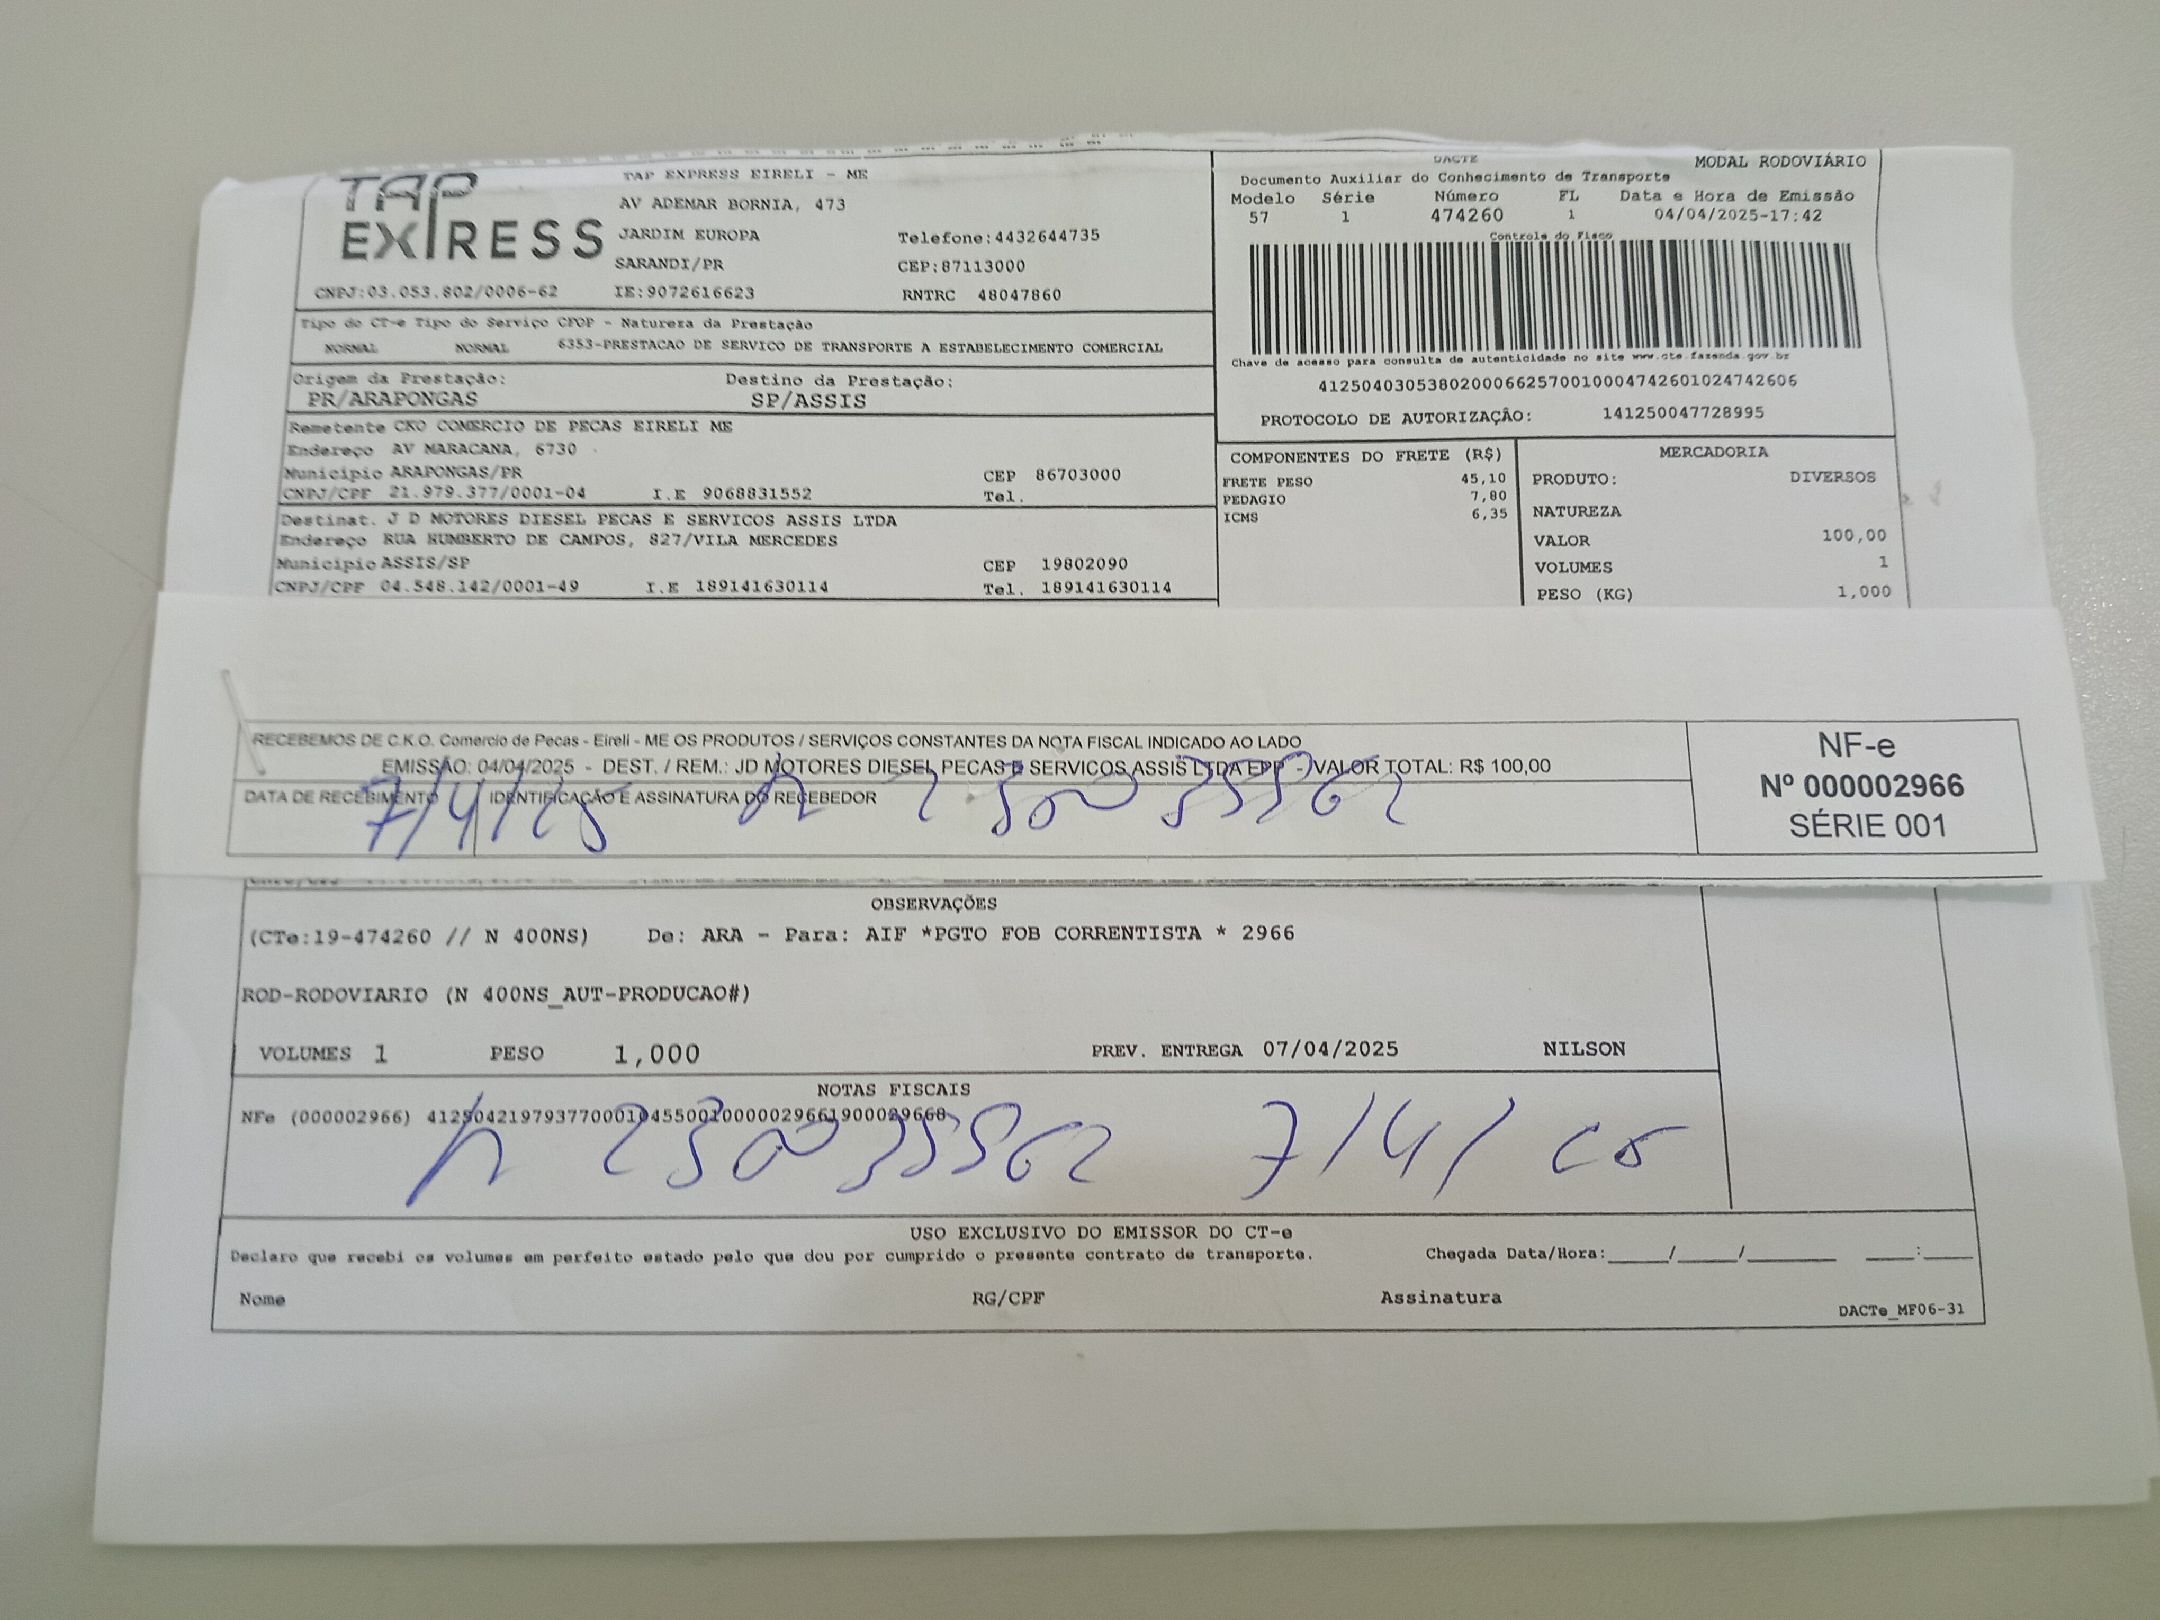 TAP EXPRESS
TAP EXPRESS EIRELI - ME
AV ADEMAR BORNIA, 473
JARDIM EUROPA Telefone:4432644735
SARANDI/PR CEP:87113000
CNPJ:03.053.802/0006-62 IE:9072616623 RNTRC 48047860
Tipo do CT-e Tipo do Serviço CFOP - Natureza da Prestação
NORMAL NORMAL 6353-PRESTACAO DE SERVICO DE TRANSPORTE A ESTABELECIMENTO COMERCIAL
Origem da Prestação: Destino da Prestação:
PR/ARAPONGAS SP/ASSIS
Remetente CKO COMERCIO DE PECAS EIRELI ME
Endereço AV MARACANA, 6730
Municipio ARAPONGAS/PR CEP 86703000
CNPJ/CPF 21.979.377/0001-04 I.E 9068831552 Tel.
Destinat. J D MOTORES DIESEL PECAS E SERVICOS ASSIS LTDA
Endereço RUA HUMBERTO DE CAMPOS, 827/VILA MERCEDES
Municipio ASSIS/SP CEP 19802090
CNPJ/CPF 04.548.142/0001-49 I.E 189141630114 Tel. 189141630114
DACTE MODAL RODOVIÁRIO
Documento Auxiliar do Conhecimento de Transporte
Modelo Série Número FL Data e Hora de Emissão
57 1 474260 1 04/04/2025-17:42
Controle do Fisco
Chave de acesso para consulta de autenticidade no site www.cte.fazenda.gov.br
41250403053802000662570010004742601024742606
PROTOCOLO DE AUTORIZAÇÃO: 141250047728995
COMPONENTES DO FRETE (R$)
FRETE PESO 45,10
PEDAGIO 7,80
ICMS 6,35
MERCADORIA
PRODUTO: DIVERSOS
NATUREZA
VALOR 100,00
VOLUMES 1
PESO (KG) 1,000
RECEBEMOS DE C.K.O. Comercio de Pecas - Eireli - ME OS PRODUTOS / SERVIÇOS CONSTANTES DA NOTA FISCAL INDICADO AO LADO
EMISSÃO: 04/04/2025 - DEST. / REM.: JD MOTORES DIESEL PECAS E SERVICOS ASSIS LTDA EPP - VALOR TOTAL: R$ 100,00
DATA DE RECEBIMENTO IDENTIFICAÇÃO E ASSINATURA DO RECEBEDOR
7/4/25
NF-e
Nº 000002966
SÉRIE 001
OBSERVAÇÕES
(CTe:19-474260 // N 400NS) De: ARA - Para: AIF *PGTO FOB CORRENTISTA * 2966
ROD-RODOVIARIO (N 400NS_AUT-PRODUCAO#)
VOLUMES 1 PESO 1,000 PREV. ENTREGA 07/04/2025 NILSON
NOTAS FISCAIS
NFe (000002966) 41250421979377000104550010000029661900029668
7/4/25
USO EXCLUSIVO DO EMISSOR DO CT-e
Declaro que recebi os volumes em perfeito estado pelo que dou por cumprido o presente contrato de transporte. Chegada Data/Hora:____/____/______ ___:___
Nome RG/CPF Assinatura
DACTe_MF06-31